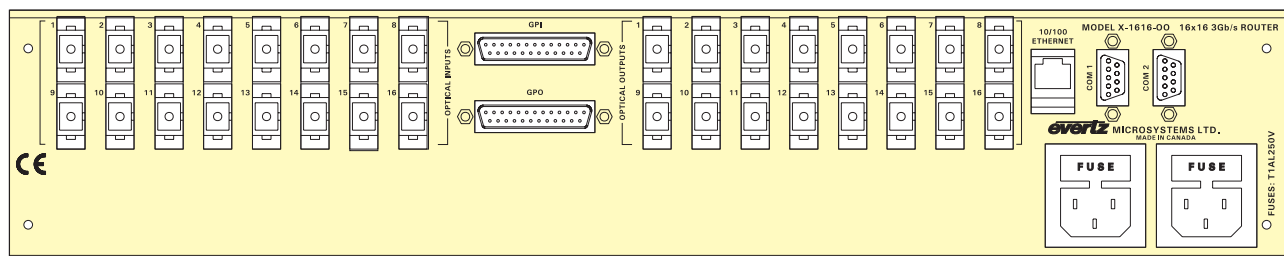 1 2 3 4 5 6 7 8
9 10 11 12 13 14 15 16
OPTICAL INPUTS
GPI
GPO
OPTICAL OUTPUTS
1 2 3 4 5 6 7 8
9 10 11 12 13 14 15 16
MODEL X-1616-OO 16x16 3Gb/s ROUTER
10/100
ETHERNET
COM 1
COM 2
evertz MICROSYSTEMS LTD.
MADE IN CANADA
CE
FUSE
FUSE
FUSES: T1AL250V